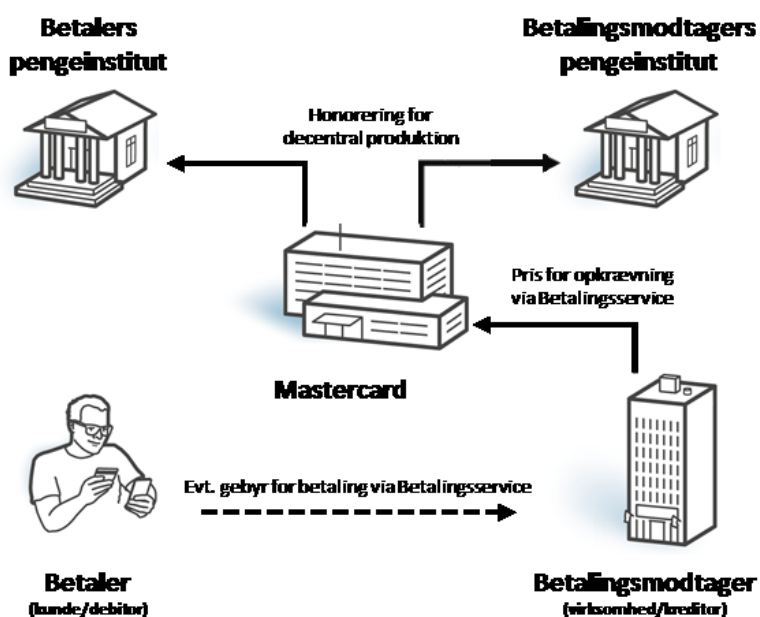 Betalers
pengeinstitut
Betalingsmodtagers
pengeinstitut
Honorering for
decentral produktion
Pris for opkrævning
via Betalingsservice
Mastercard
Evt. gebyr for betaling via Betalingsservice
Betaler
(kunde/debitor)
Betalingsmodtager
(virksomhed/kreditor)